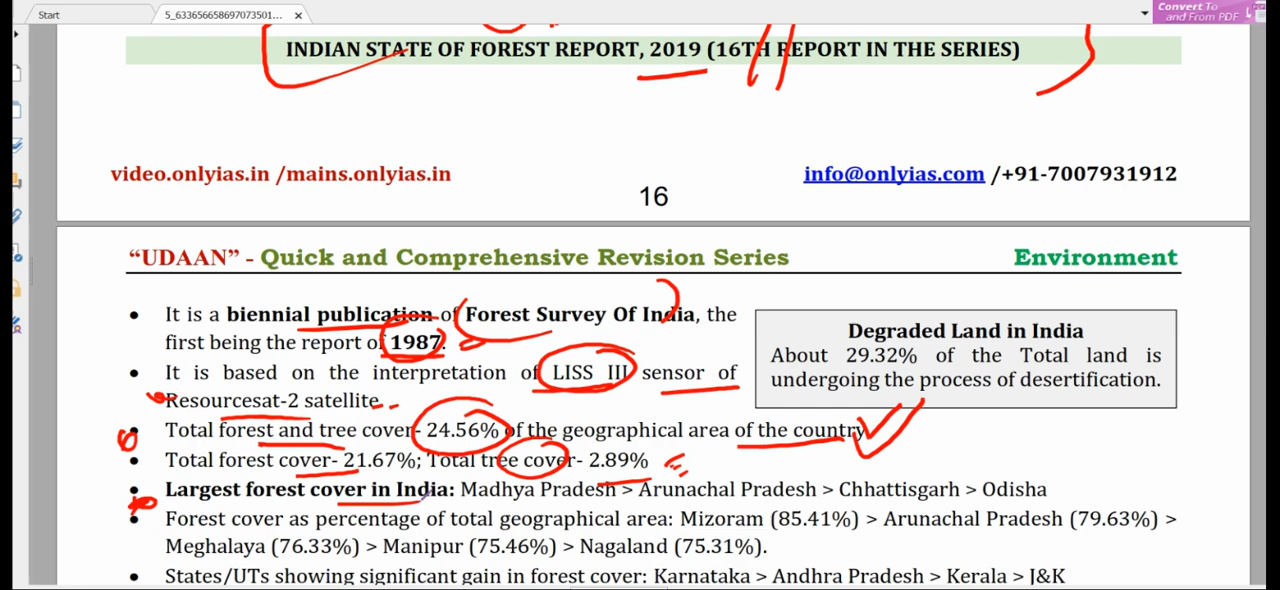 Start
5_633656658697073501...
Convert To
and From PDF
INDIAN STATE OF FOREST REPORT, 2019 (16TH REPORT IN THE SERIES)
video.onlyias.in /mains.onlyias.in
info@onlyias.com /+91-7007931912
16
“UDAAN” - Quick and Comprehensive Revision Series
Environment
• It is a biennial publication of Forest Survey Of India, the
first being the report of 1987.
• It is based on the interpretation of LISS III sensor of
Resourcesat-2 satellite.
Degraded Land in India
About 29.32% of the Total land is
undergoing the process of desertification.
• Total forest and tree cover- 24.56% of the geographical area of the country
• Total forest cover- 21.67%; Total tree cover- 2.89%
• Largest forest cover in India: Madhya Pradesh > Arunachal Pradesh > Chhattisgarh > Odisha
• Forest cover as percentage of total geographical area: Mizoram (85.41%) > Arunachal Pradesh (79.63%) >
Meghalaya (76.33%) > Manipur (75.46%) > Nagaland (75.31%).
• States/UTs showing significant gain in forest cover: Karnataka > Andhra Pradesh > Kerala > J&K